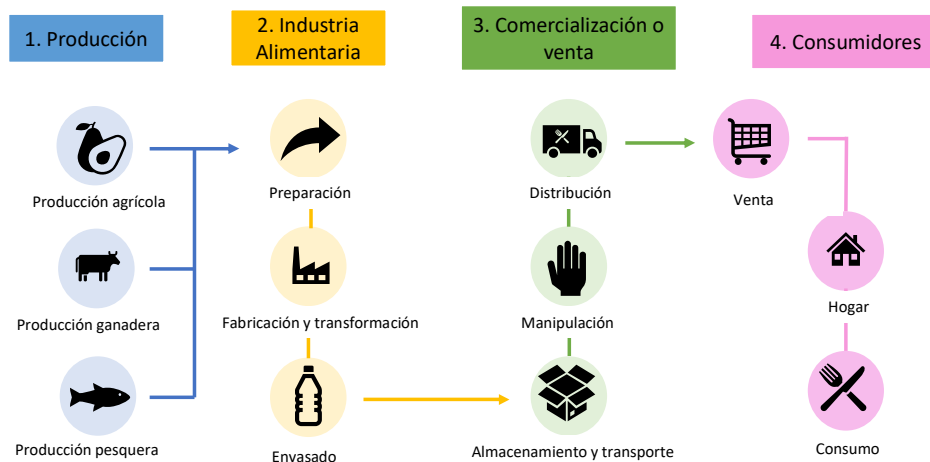 1. Producción
2. Industria
Alimentaria
3. Comercialización o
venta
4. Consumidores
Producción agrícola
Preparación
Distribución
Venta
Producción ganadera
Fabricación y transformación
Manipulación
Hogar
Producción pesquera
Envasado
Almacenamiento y transporte
Consumo